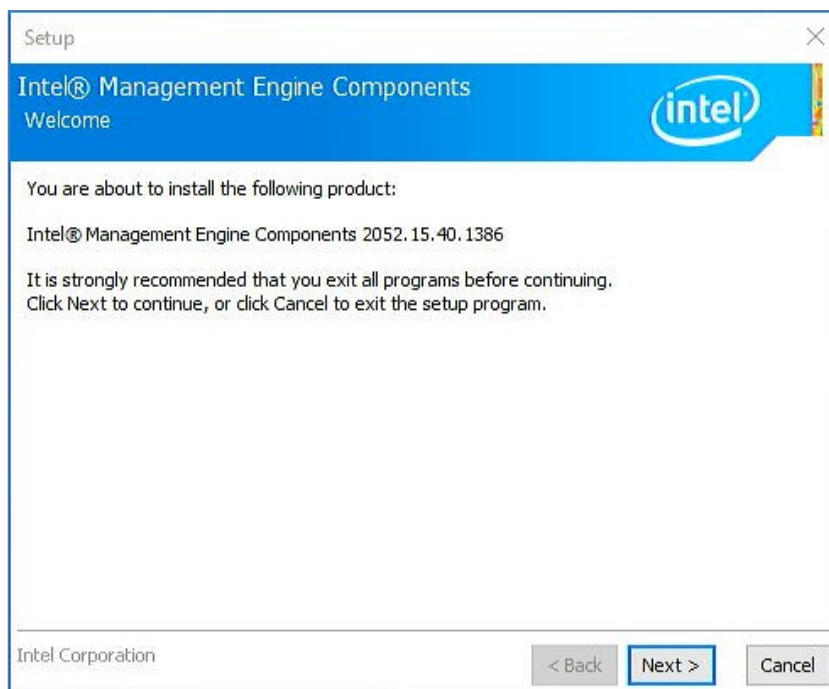 Setup
Intel® Management Engine Components
Welcome
intel
You are about to install the following product:
Intel® Management Engine Components 2052.15.40.1386
It is strongly recommended that you exit all programs before continuing.
Click Next to continue, or click Cancel to exit the setup program.
Intel Corporation
< Back Next > Cancel